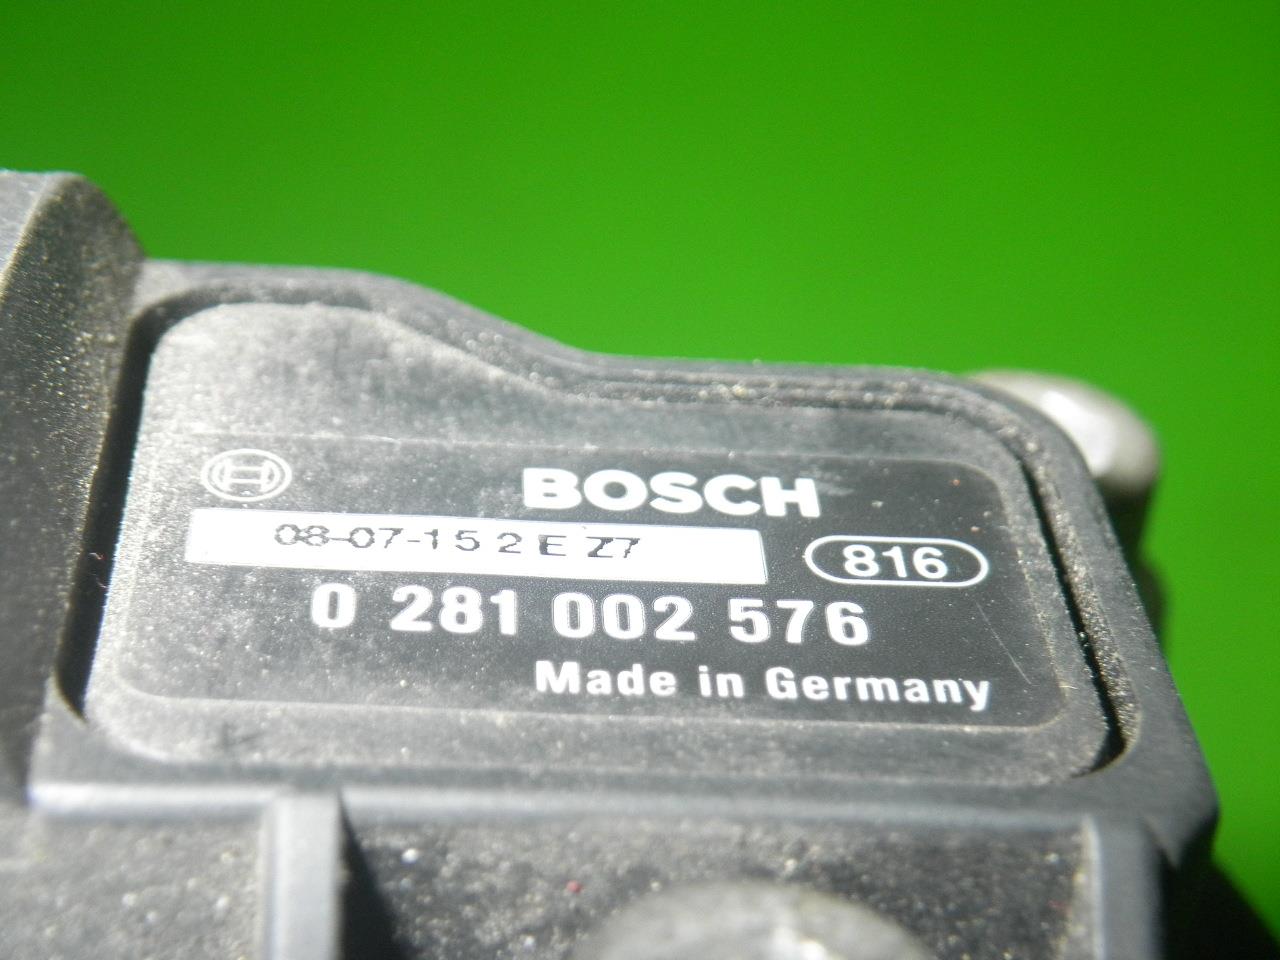 BOSCH
08-07-15 2 E Z7
816
0 281 002 576
Made in Germany